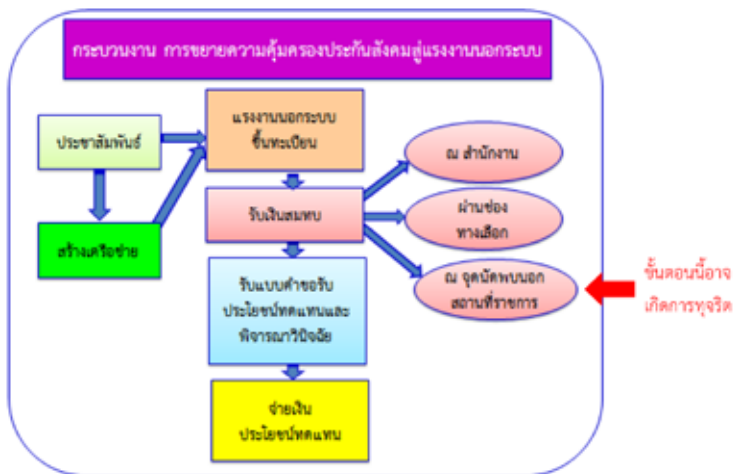 กระบวนงาน การขยายความคุ้มครองประกันสังคมสู่แรงงานนอกระบบ
ประชาสัมพันธ์
สร้างเครือข่าย
แรงงานนอกระบบ
ขึ้นทะเบียน
รับเงินสมทบ
ณ สำนักงาน
ผ่านช่อง
ทางเลือก
ณ จุดนัดพบนอก
สถานที่ราชการ
ขั้นตอนนี้อาจ
เกิดการทุจริต
รับแบบคำขอรับ
ประโยชน์ทดแทนและ
พิจารณาวินิจฉัย
จ่ายเงิน
ประโยชน์ทดแทน